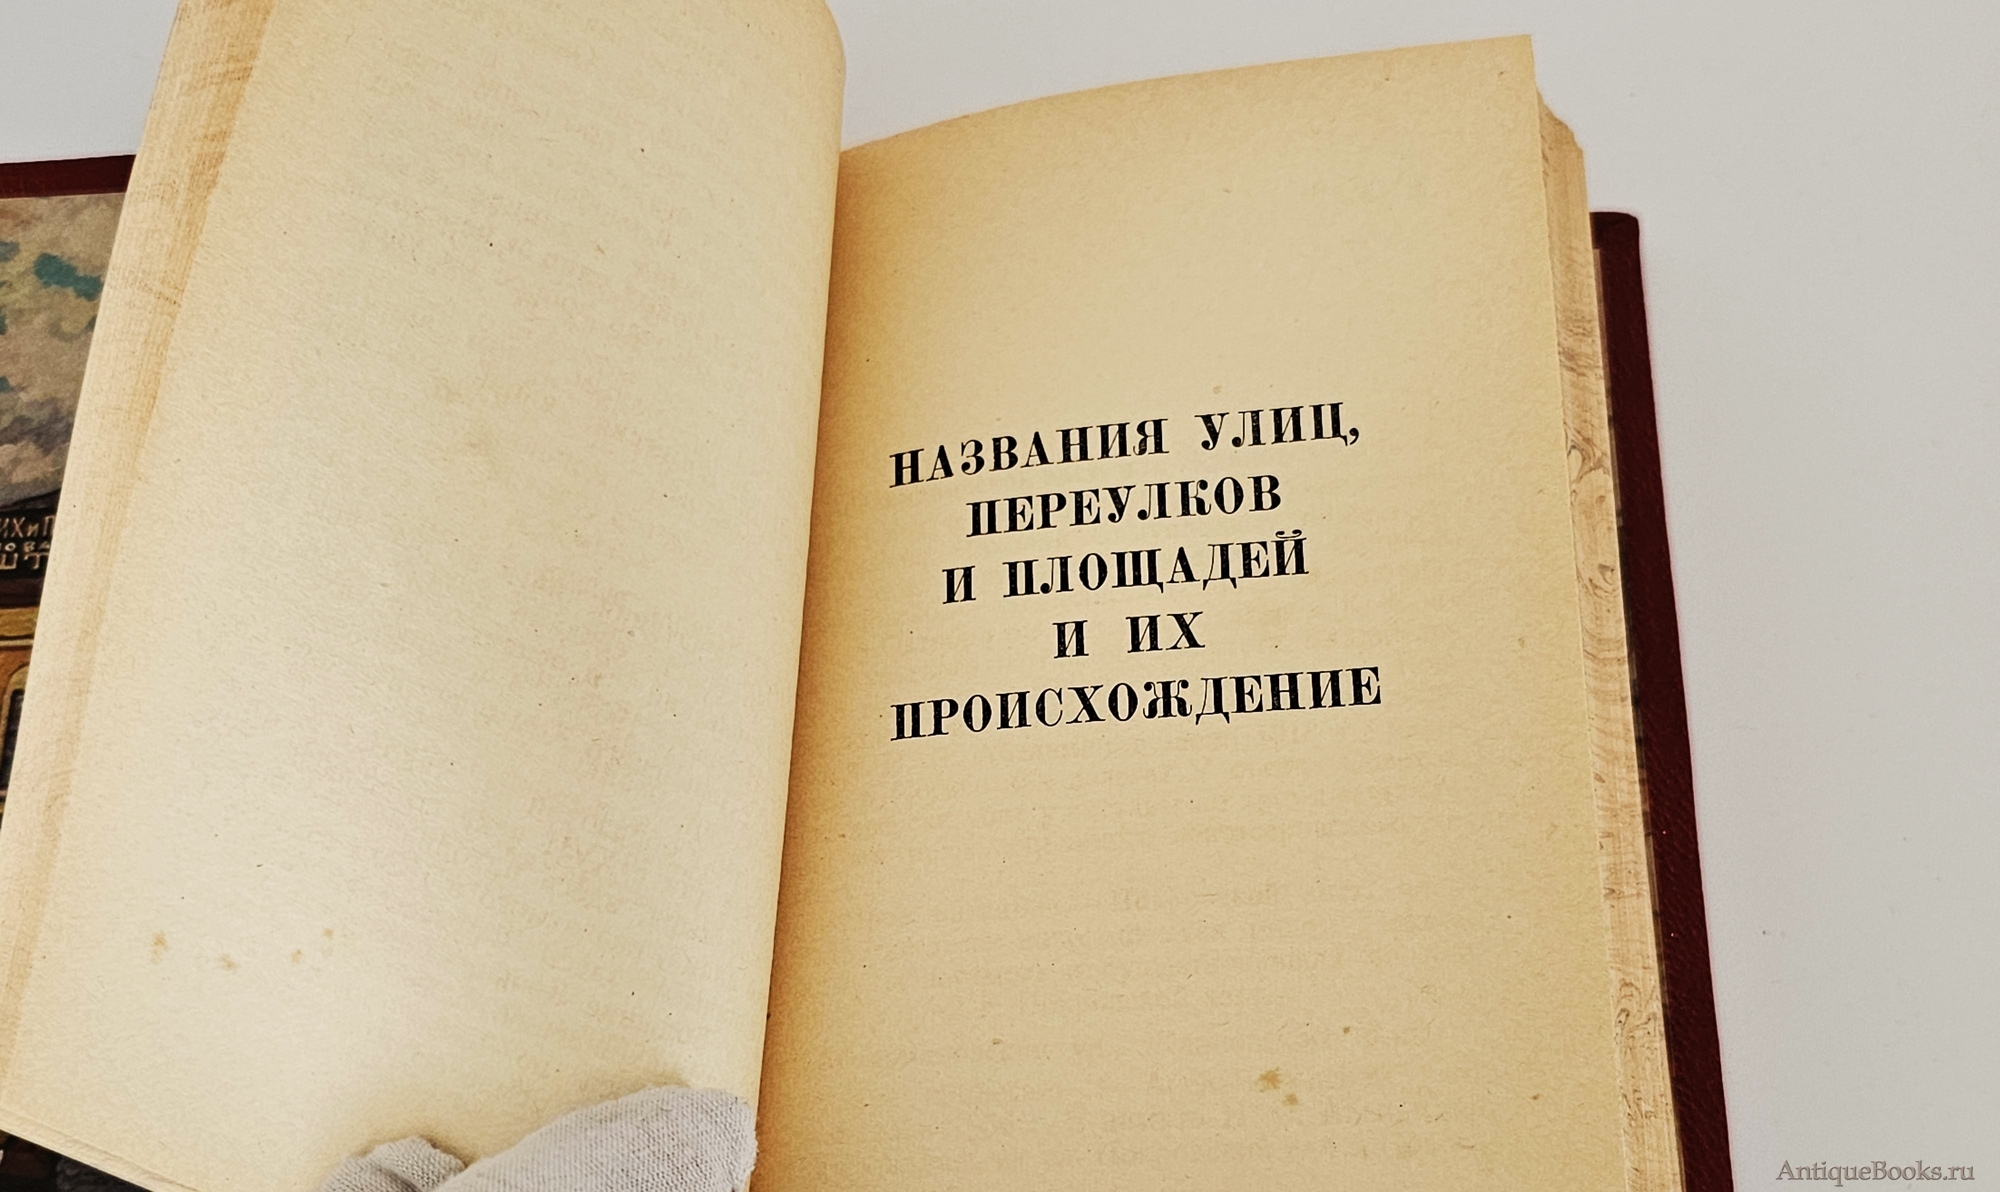 НАЗВАНИЯ УЛИЦ,
ПЕРЕУЛКОВ
И ПЛОЩАДЕЙ
И ИХ
ПРОИСХОЖДЕНИЕ
AntiqueBooks.ru